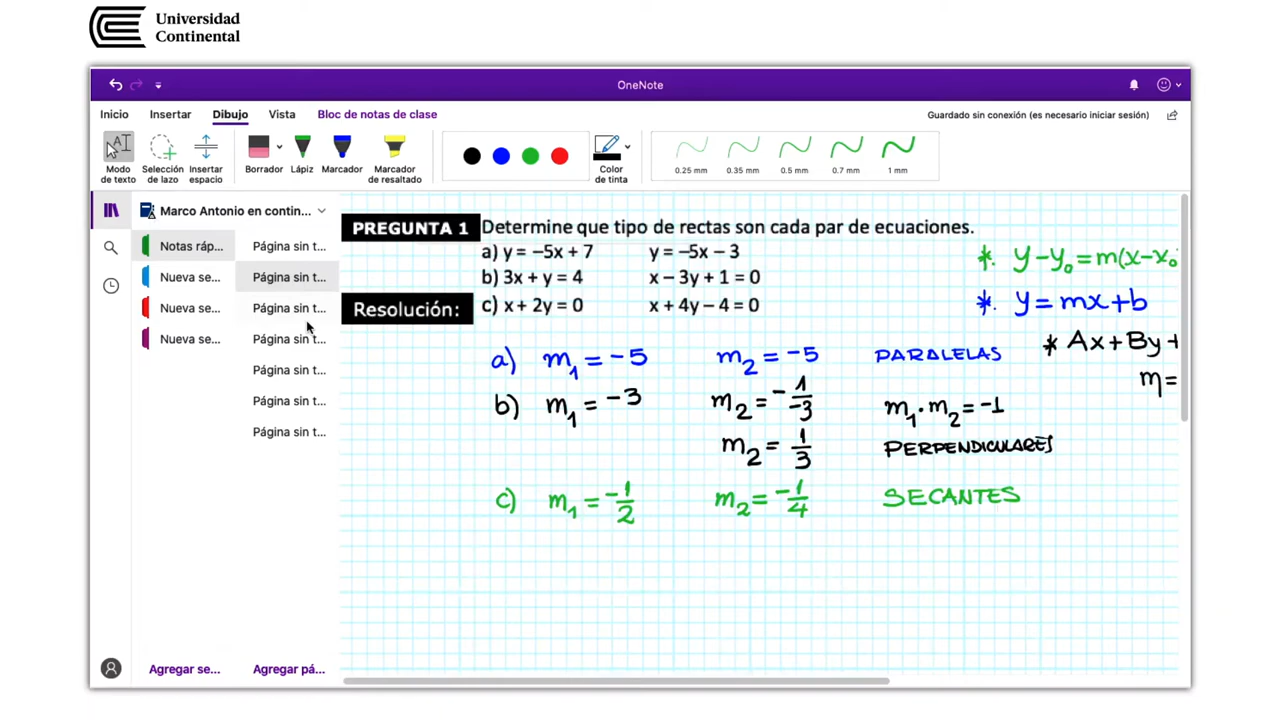 Universidad
Continental
OneNote
Inicio Insertar Dibujo Vista Bloc de notas de clase
Guardado sin conexión (es necesario iniciar sesión)
Modo de texto
Selección de lazo
Insertar espacio
Borrador
Lápiz
Marcador
Marcador de resaltado
Color de tinta
0.25 mm 0.35 mm 0.5 mm 0.7 mm 1 mm
Marco Antonio en contin...
Notas ráp... Página sin t...
Nueva se... Página sin t...
Nueva se... Página sin t...
Nueva se... Página sin t...
Página sin t...
Página sin t...
Página sin t...
Agregar se... Agregar pá...
PREGUNTA 1 Determine que tipo de rectas son cada par de ecuaciones.
a) y = −5x + 7 y = −5x − 3
b) 3x + y = 4 x − 3y + 1 = 0
Resolución: c) x + 2y = 0 x + 4y − 4 = 0
*. y-y₀=m(x-x₀
*. y=mx+b
* Ax+By+
m=
a) m₁ = -5 m₂ = -5 PARALELAS
b) m₁ = -3 m₂ = -1/-3 m₁·m₂ = -1
m₂ = 1/3 PERPENDICULARES
c) m₁ = -1/2 m₂ = -1/4 SECANTES